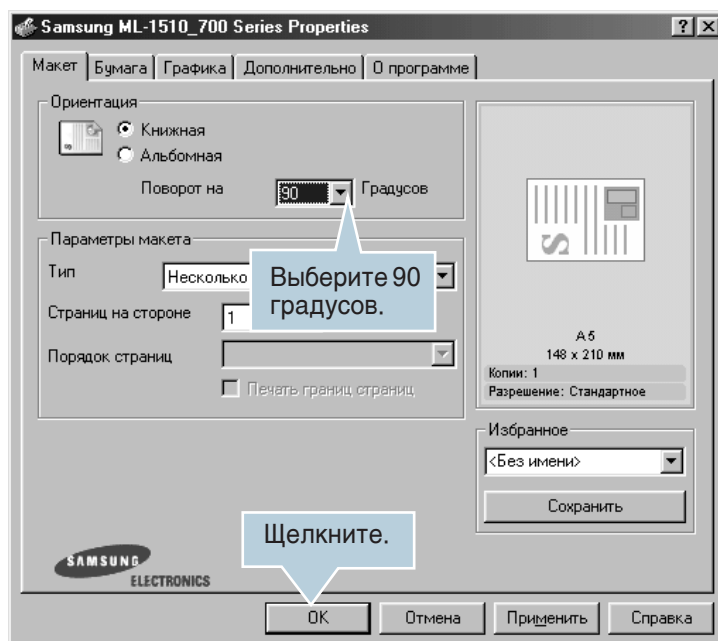 Samsung ML-1510_700 Series Properties
Макет Бумага Графика Дополнительно О программе
Ориентация
Книжная
Альбомная
Поворот на 90 Градусов
Параметры макета
Тип Несколько
Выберите 90
градусов.
Страниц на стороне 1
Порядок страниц
Печать границ страниц
A5
148 x 210 мм
Копии: 1
Разрешение: Стандартное
Избранное
<Без имени>
Сохранить
Щелкните.
SAMSUNG
ELECTRONICS
OK Отмена Применить Справка